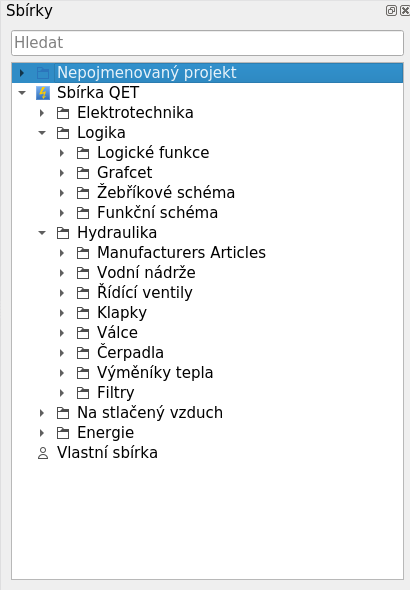 Sbírky
Hledat
Nepojmenovaný projekt
Sbírka QET
Elektrotechnika
Logika
Logické funkce
Grafcet
Žebříkové schéma
Funkční schéma
Hydraulika
Manufacturers Articles
Vodní nádrže
Řídící ventily
Klapky
Válce
Čerpadla
Výměníky tepla
Filtry
Na stlačený vzduch
Energie
Vlastní sbírka